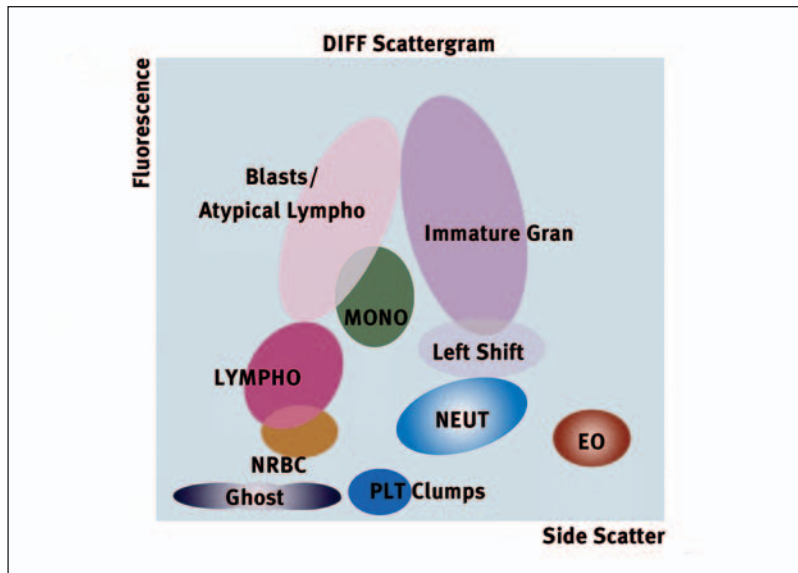 DIFF Scattergram
Fluorescence
Blasts/
Atypical Lympho
Immature Gran
MONO
Left Shift
LYMPHO
NEUT
EO
NRBC
Ghost
PLT Clumps
Side Scatter